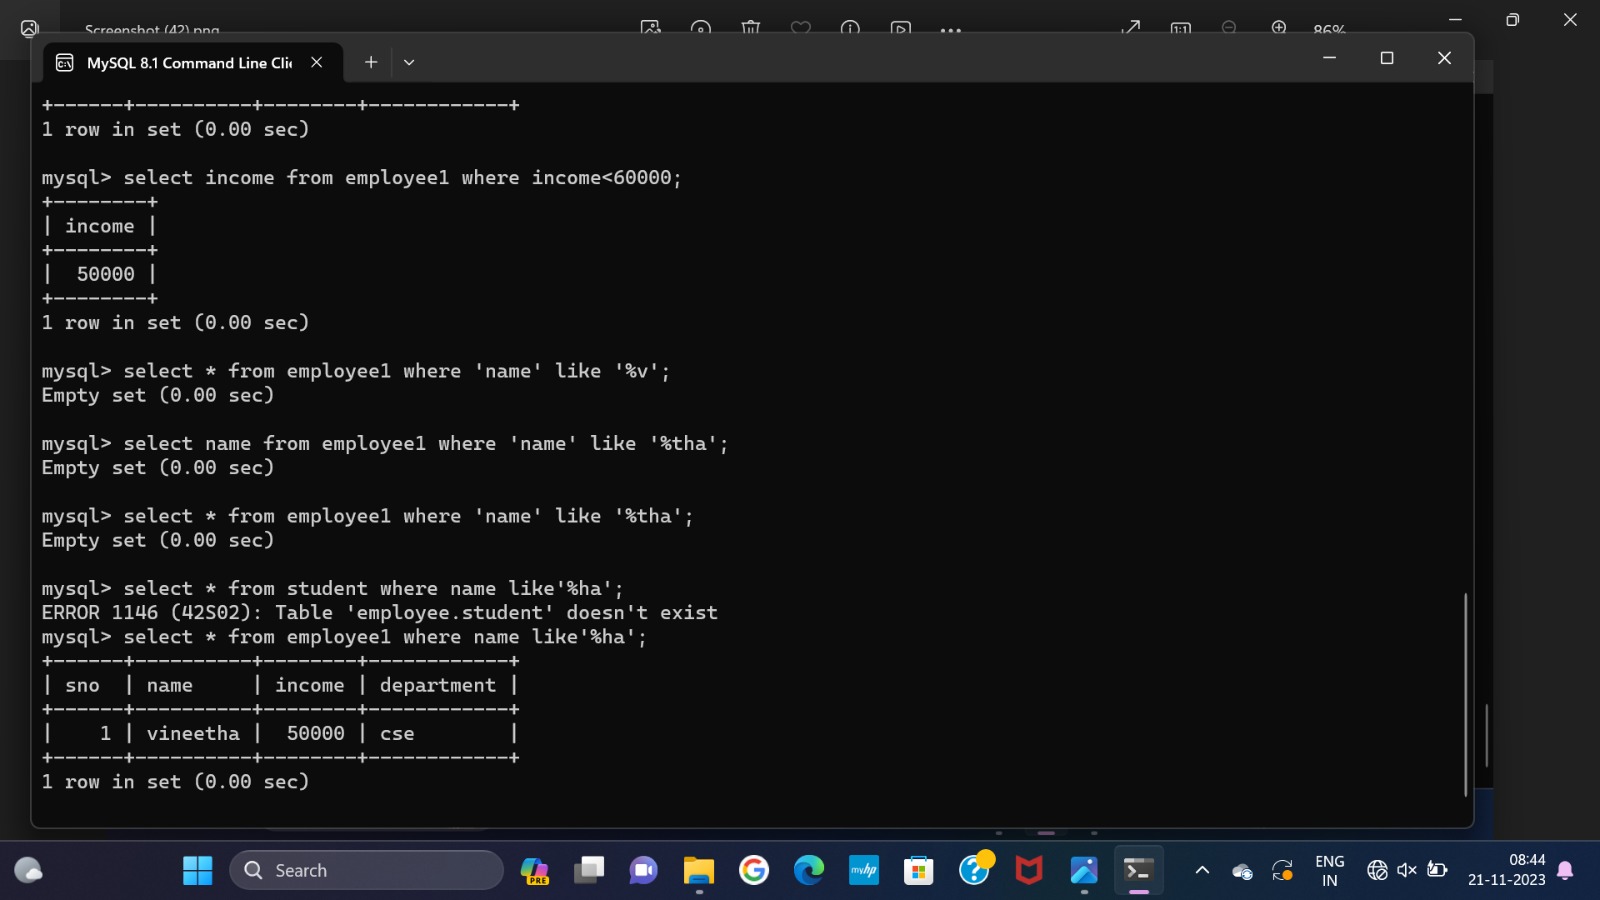 Screenshot (42).png
86%
MySQL 8.1 Command Line Clie
+------+----------+--------+------------+
1 row in set (0.00 sec)
mysql> select income from employee1 where income<60000;
+--------+
| income |
+--------+
|  50000 |
+--------+
1 row in set (0.00 sec)
mysql> select * from employee1 where 'name' like '%v';
Empty set (0.00 sec)
mysql> select name from employee1 where 'name' like '%tha';
Empty set (0.00 sec)
mysql> select * from employee1 where 'name' like '%tha';
Empty set (0.00 sec)
mysql> select * from student where name like'%ha';
ERROR 1146 (42S02): Table 'employee.student' doesn't exist
mysql> select * from employee1 where name like'%ha';
+------+----------+--------+------------+
| sno  | name     | income | department |
+------+----------+--------+------------+
|    1 | vineetha |  50000 | cse        |
+------+----------+--------+------------+
1 row in set (0.00 sec)
Search
PRE
myhp
ENG
IN
08:44
21-11-2023